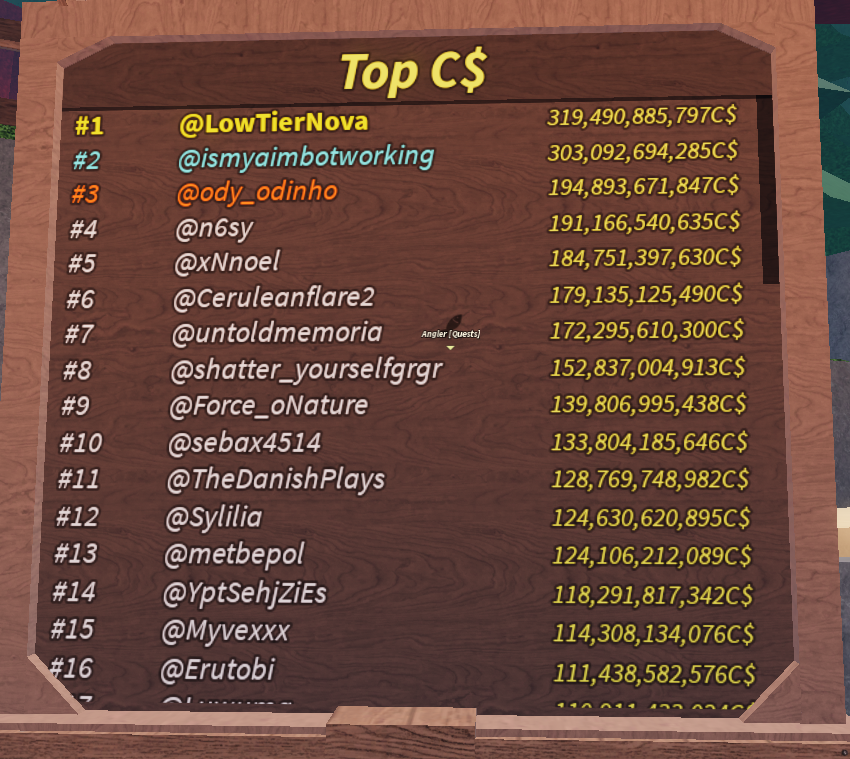 Top C$
#1 @LowTierNova 319,490,885,797C$
#2 @ismyaimbotworking 303,092,694,285C$
#3 @ody_odinho 194,893,671,847C$
#4 @n6sy 191,166,540,635C$
#5 @xNnoel 184,751,397,630C$
#6 @Ceruleanflare2 179,135,125,490C$
#7 @untoldmemoria 172,295,610,300C$
Angler [Quests]
#8 @shatter_yourselfgrgr 152,837,004,913C$
#9 @Force_oNature 139,806,995,438C$
#10 @sebax4514 133,804,185,646C$
#11 @TheDanishPlays 128,769,748,982C$
#12 @Sylilia 124,630,620,895C$
#13 @metbepol 124,106,212,089C$
#14 @YptSehjZiEs 118,291,817,342C$
#15 @Myvexxx 114,308,134,076C$
#16 @Erutobi 111,438,582,576C$